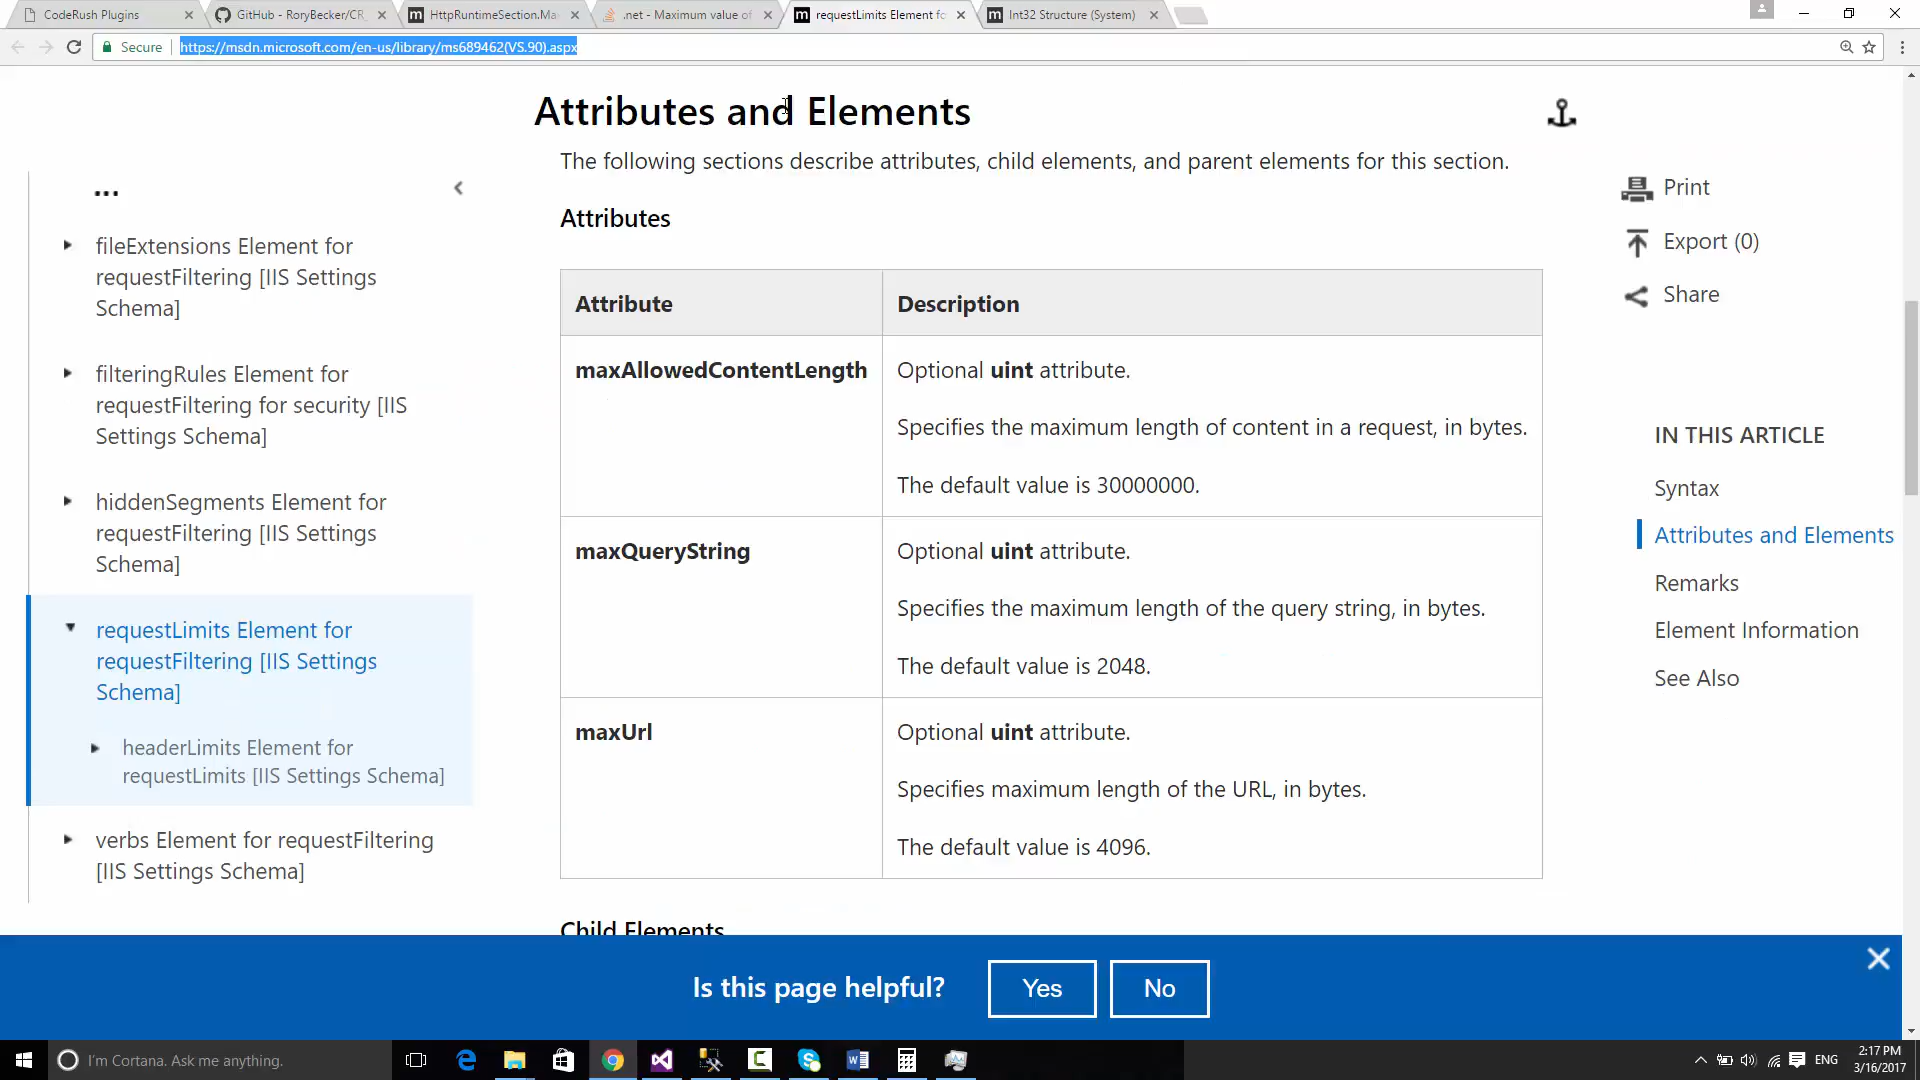 CodeRush Plugins
GitHub - RoryBecker/CR_
HttpRuntimeSection.Ma
.net - Maximum value of
requestLimits Element fo
Int32 Structure (System)
Secure
https://msdn.microsoft.com/en-us/library/ms689462(VS.90).aspx
...
fileExtensions Element for
requestFiltering [IIS Settings
Schema]
filteringRules Element for
requestFiltering for security [IIS
Settings Schema]
hiddenSegments Element for
requestFiltering [IIS Settings
Schema]
requestLimits Element for
requestFiltering [IIS Settings
Schema]
headerLimits Element for
requestLimits [IIS Settings Schema]
verbs Element for requestFiltering
[IIS Settings Schema]
Attributes and Elements
The following sections describe attributes, child elements, and parent elements for this section.
Attributes
Attribute
Description
maxAllowedContentLength
Optional uint attribute.
Specifies the maximum length of content in a request, in bytes.
The default value is 30000000.
maxQueryString
Optional uint attribute.
Specifies the maximum length of the query string, in bytes.
The default value is 2048.
maxUrl
Optional uint attribute.
Specifies maximum length of the URL, in bytes.
The default value is 4096.
Child Elements
Print
Export (0)
Share
IN THIS ARTICLE
Syntax
Attributes and Elements
Remarks
Element Information
See Also
Is this page helpful?
Yes
No
I'm Cortana. Ask me anything.
ENG
2:17 PM
3/16/2017